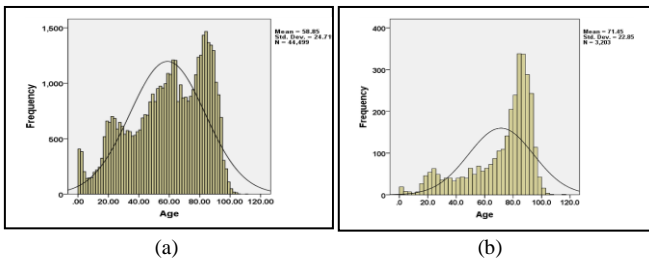 Mean = 58.85
Std. Dev. = 24.71
N = 44,499
1,500
1,000
500
0
Frequency
.00 20.00 40.00 60.00 80.00 100.00 120.00
Age
(a)
Mean = 71.45
Std. Dev. = 22.85
N = 3,203
400
300
200
100
0
Frequency
.0 20.0 40.0 60.0 80.0 100.0 120.0
Age
(b)